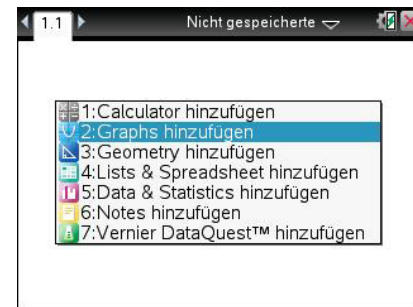 1.1
Nicht gespeicherte
1:Calculator hinzufügen
2:Graphs hinzufügen
3:Geometry hinzufügen
4:Lists & Spreadsheet hinzufügen
5:Data & Statistics hinzufügen
6:Notes hinzufügen
7:Vernier DataQuest™ hinzufügen